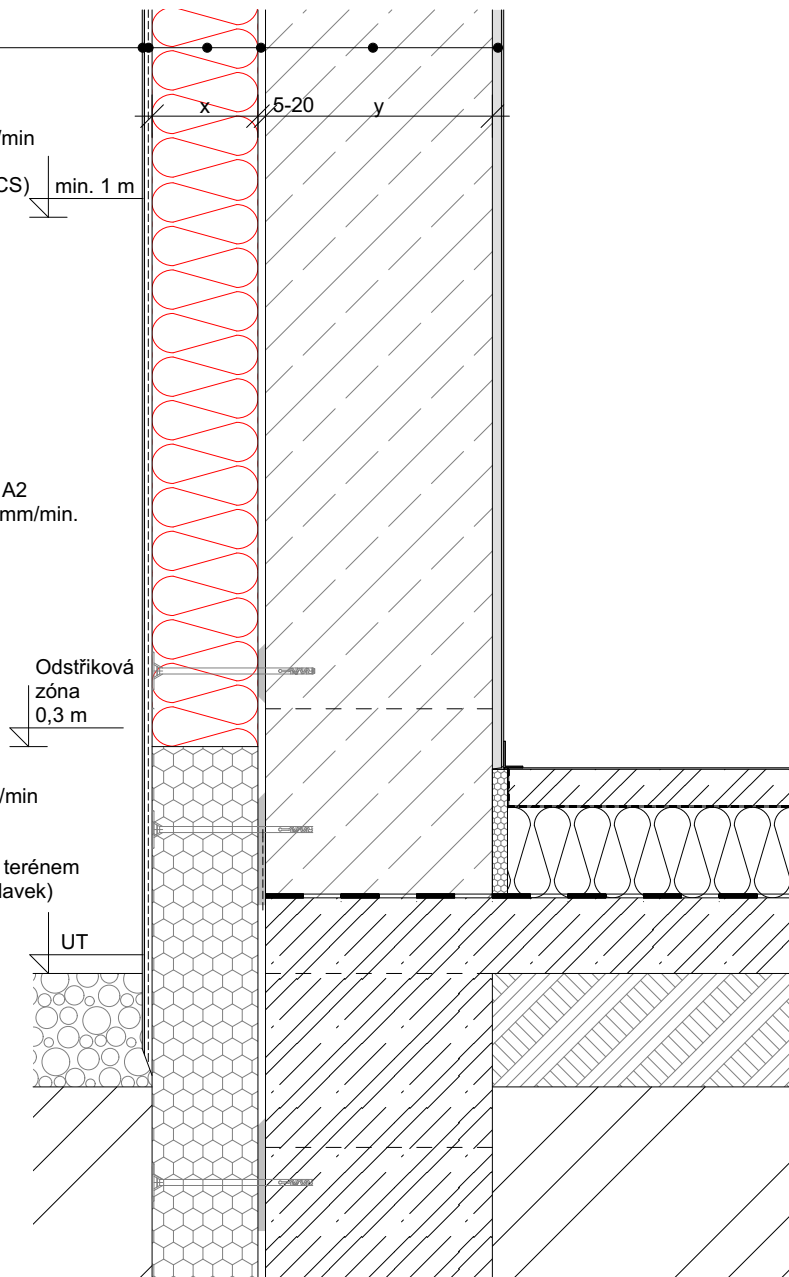 x 5-20 y
/min
CS) min. 1 m
A2
mm/min.
Odstřiková
zóna
0,3 m
/min
terénem
lavek)
UT